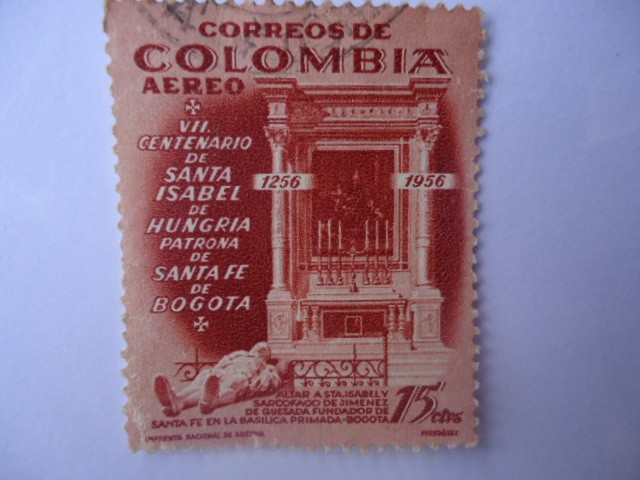 CORREOS DE
COLOMBIA
AEREO
VII.
CENTENARIO
DE
SANTA
ISABEL
DE
HUNGRIA
PATRONA
DE
SANTA FE
DE
BOGOTA
1256 1956
ALTAR A STA.ISABEL Y
SARCOFAGO DE JIMENEZ
DE QUESADA FUNDADOR DE
SANTA FE EN LA BASILICA PRIMADA-BOGOTA
15 ctvs
IMPRENTA NACIONAL DE AUSTRIA